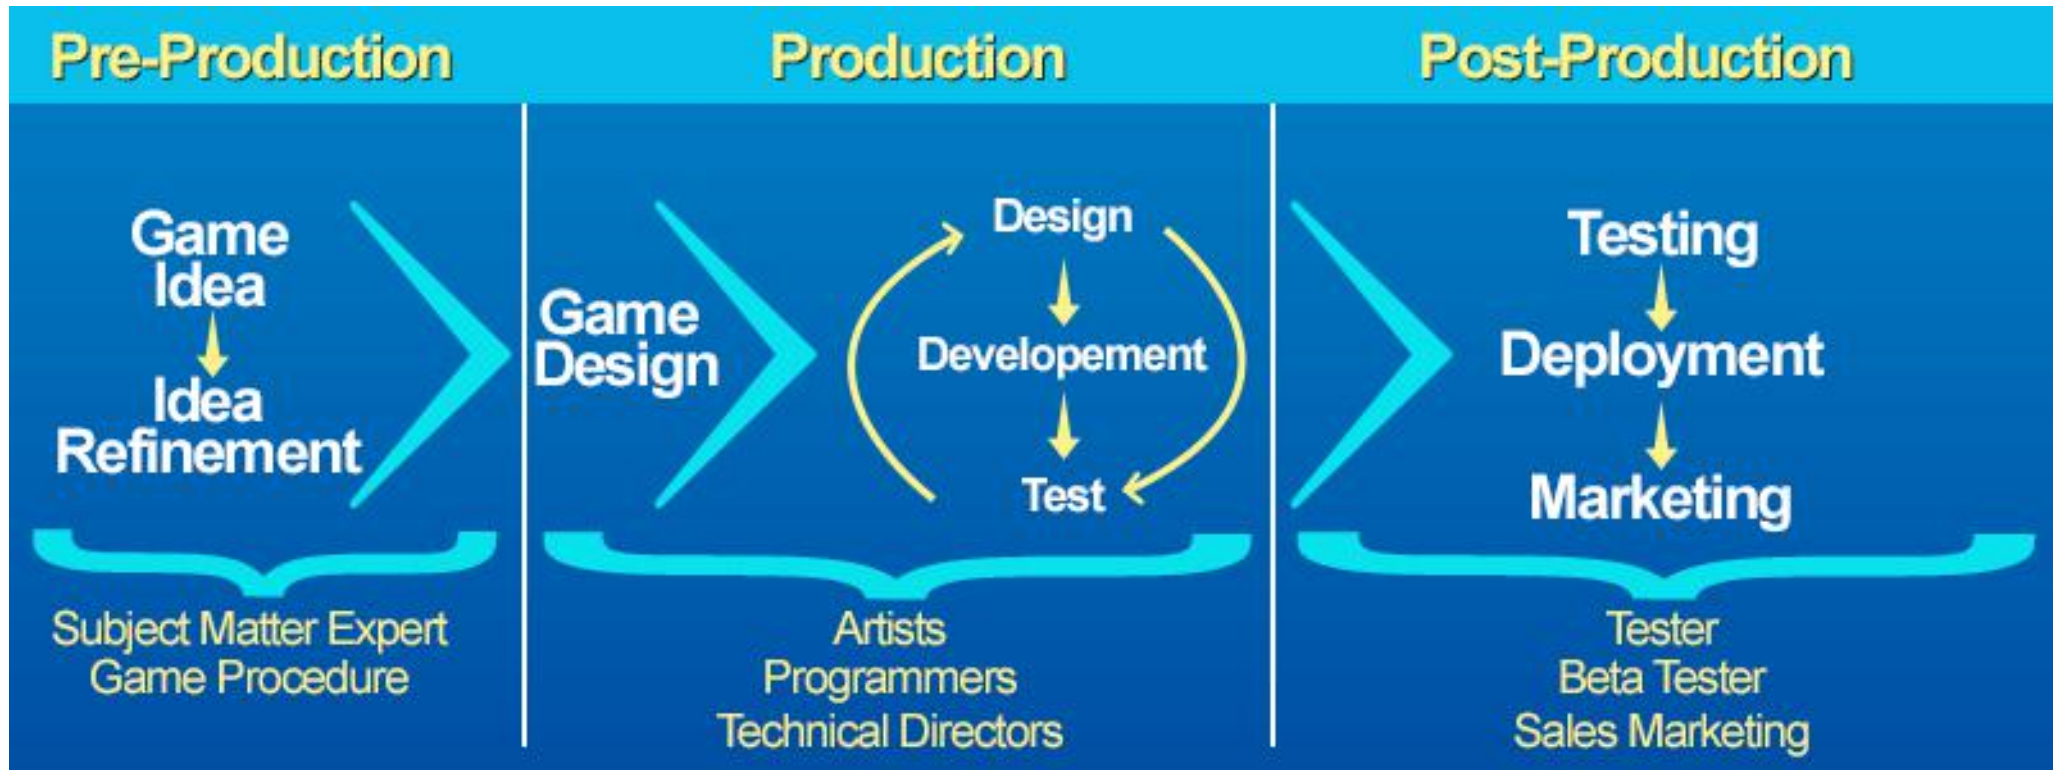 Pre-Production
Production
Post-Production
Game
Idea
Idea
Refinement
Game
Design
Design
Developement
Test
Testing
Deployment
Marketing
Subject Matter Expert
Game Procedure
Artists
Programmers
Technical Directors
Tester
Beta Tester
Sales Marketing